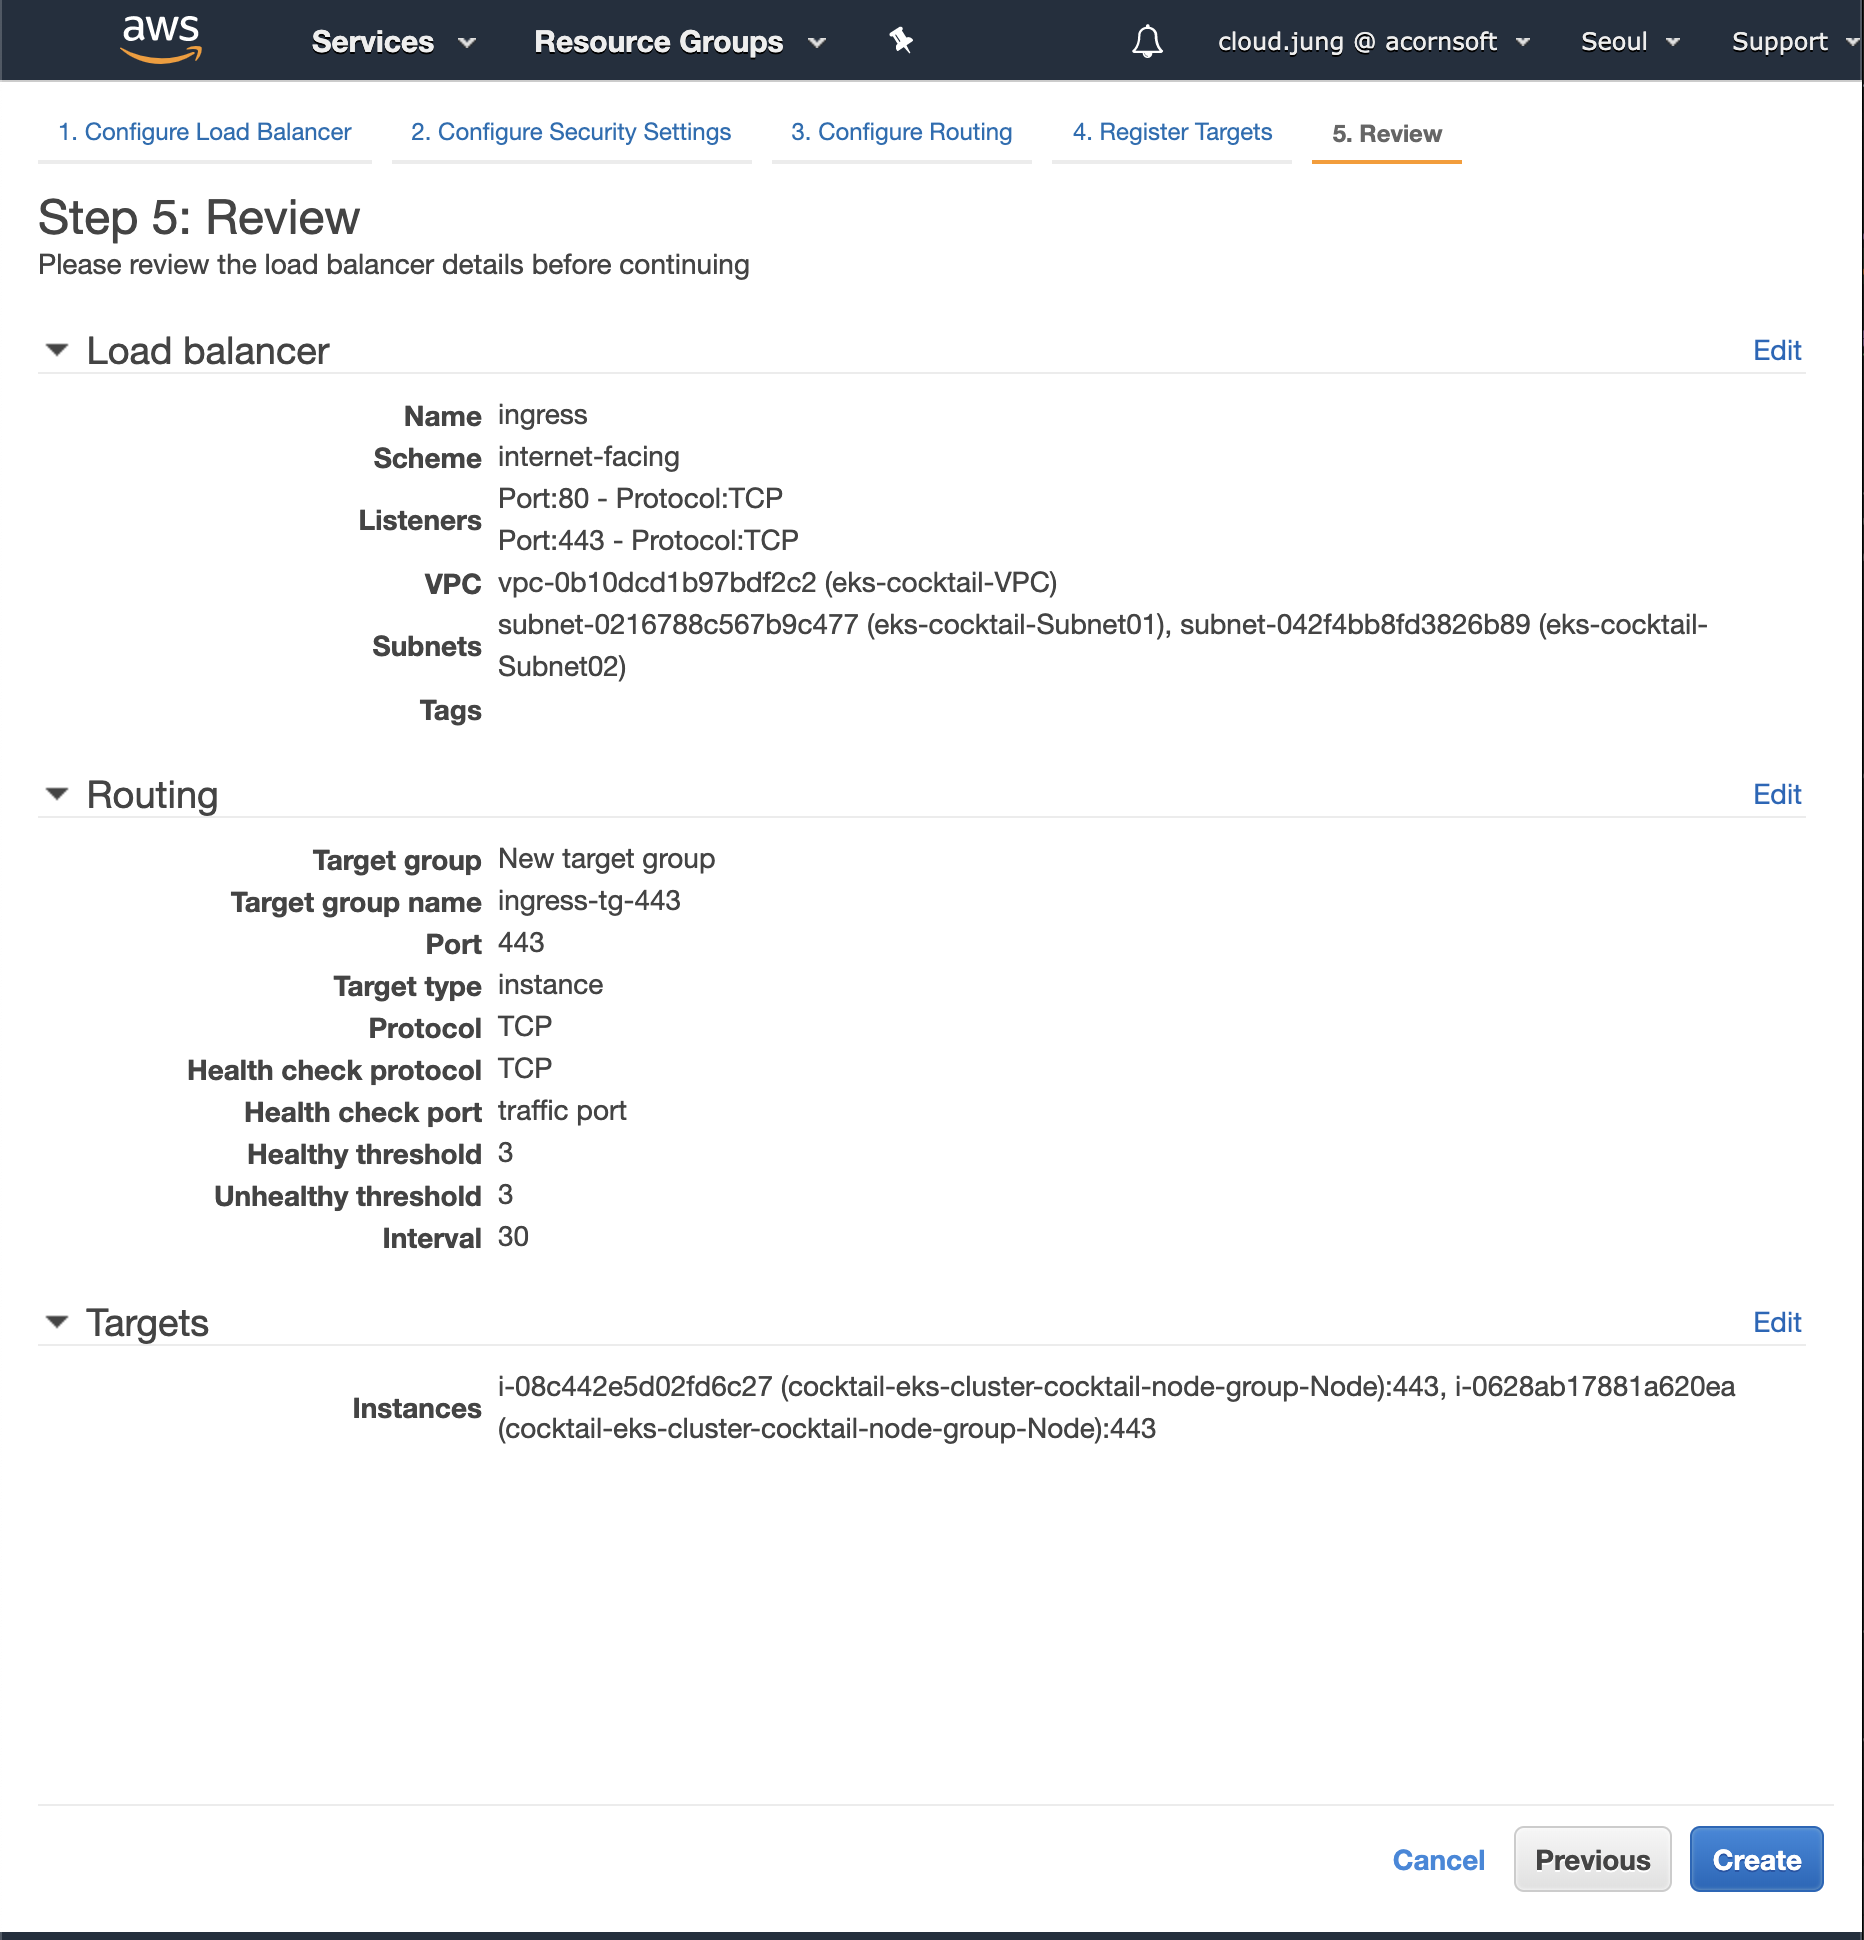 aws Services Resource Groups cloud.jung @ acornsoft Seoul Support
1. Configure Load Balancer 2. Configure Security Settings 3. Configure Routing 4. Register Targets 5. Review
Step 5: Review
Please review the load balancer details before continuing
Load balancer Edit
Name ingress
Scheme internet-facing
Listeners Port:80 - Protocol:TCP
Port:443 - Protocol:TCP
VPC vpc-0b10dcd1b97bdf2c2 (eks-cocktail-VPC)
Subnets subnet-0216788c567b9c477 (eks-cocktail-Subnet01), subnet-042f4bb8fd3826b89 (eks-cocktail-
Subnet02)
Tags
Routing Edit
Target group New target group
Target group name ingress-tg-443
Port 443
Target type instance
Protocol TCP
Health check protocol TCP
Health check port traffic port
Healthy threshold 3
Unhealthy threshold 3
Interval 30
Targets Edit
Instances i-08c442e5d02fd6c27 (cocktail-eks-cluster-cocktail-node-group-Node):443, i-0628ab17881a620ea
(cocktail-eks-cluster-cocktail-node-group-Node):443
Cancel Previous Create